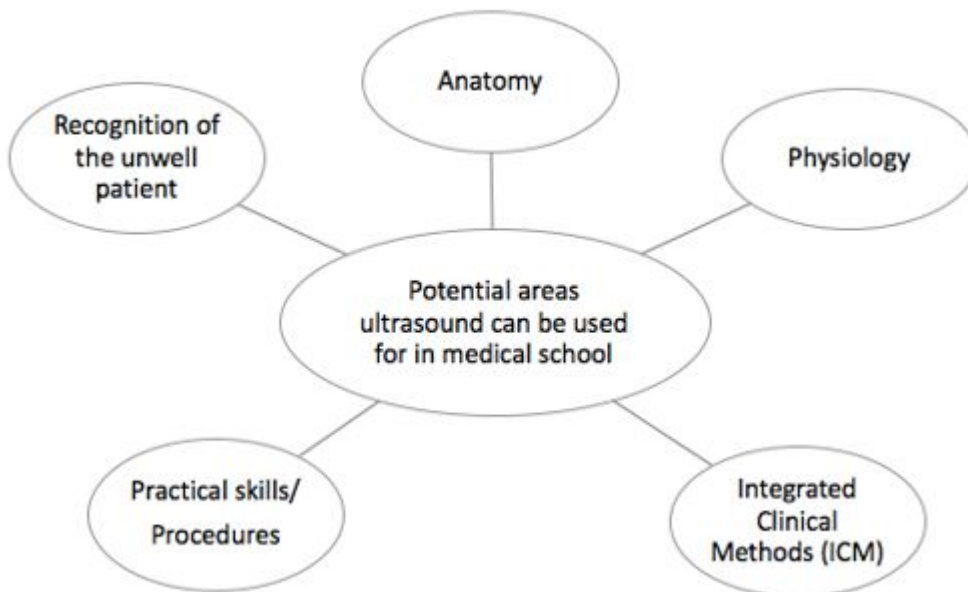 Anatomy
Recognition of
the unwell
patient
Physiology
Potential areas
ultrasound can be used
for in medical school
Practical skills/
Procedures
Integrated
Clinical
Methods (ICM)